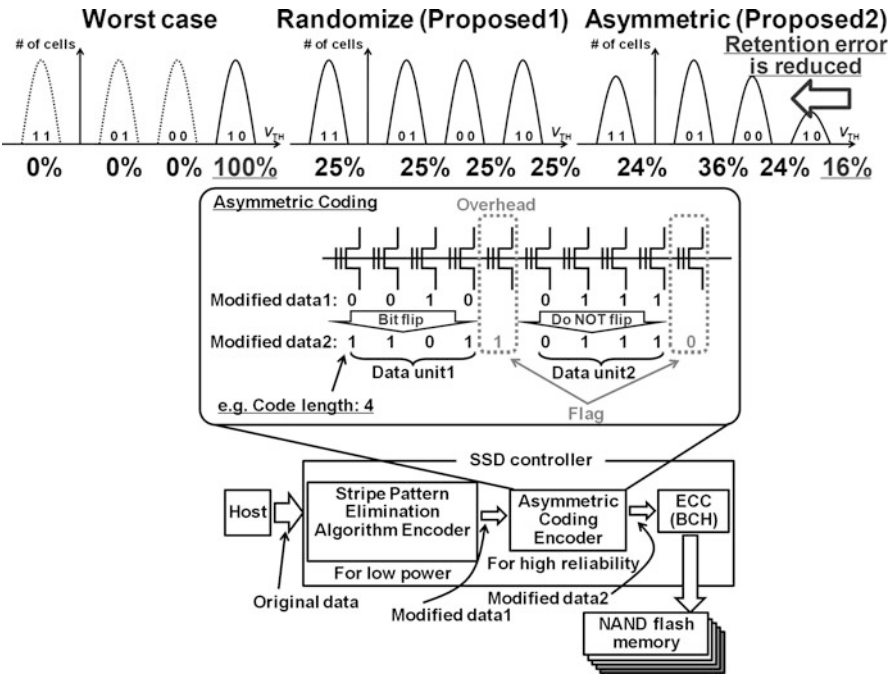 Worst case
# of cells
11 01 00 10 VTH
0% 0% 0% 100%
Randomize (Proposed1)
# of cells
11 01 00 10 VTH
25% 25% 25% 25%
Asymmetric (Proposed2)
# of cells
Retention error
is reduced
11 01 00 10 VTH
24% 36% 24% 16%
Asymmetric Coding
Overhead
Modified data1: 0 0 1 0 0 1 1 1
Bit flip Do NOT flip
Modified data2: 1 1 0 1 1 0 1 1 1 0
Data unit1 Data unit2
e.g. Code length: 4
Flag
SSD controller
Host
Stripe Pattern
Elimination
Algorithm Encoder
For low power
Asymmetric
Coding
Encoder
For high reliability
ECC
(BCH)
Original data
Modified data1
Modified data2
NAND flash
memory